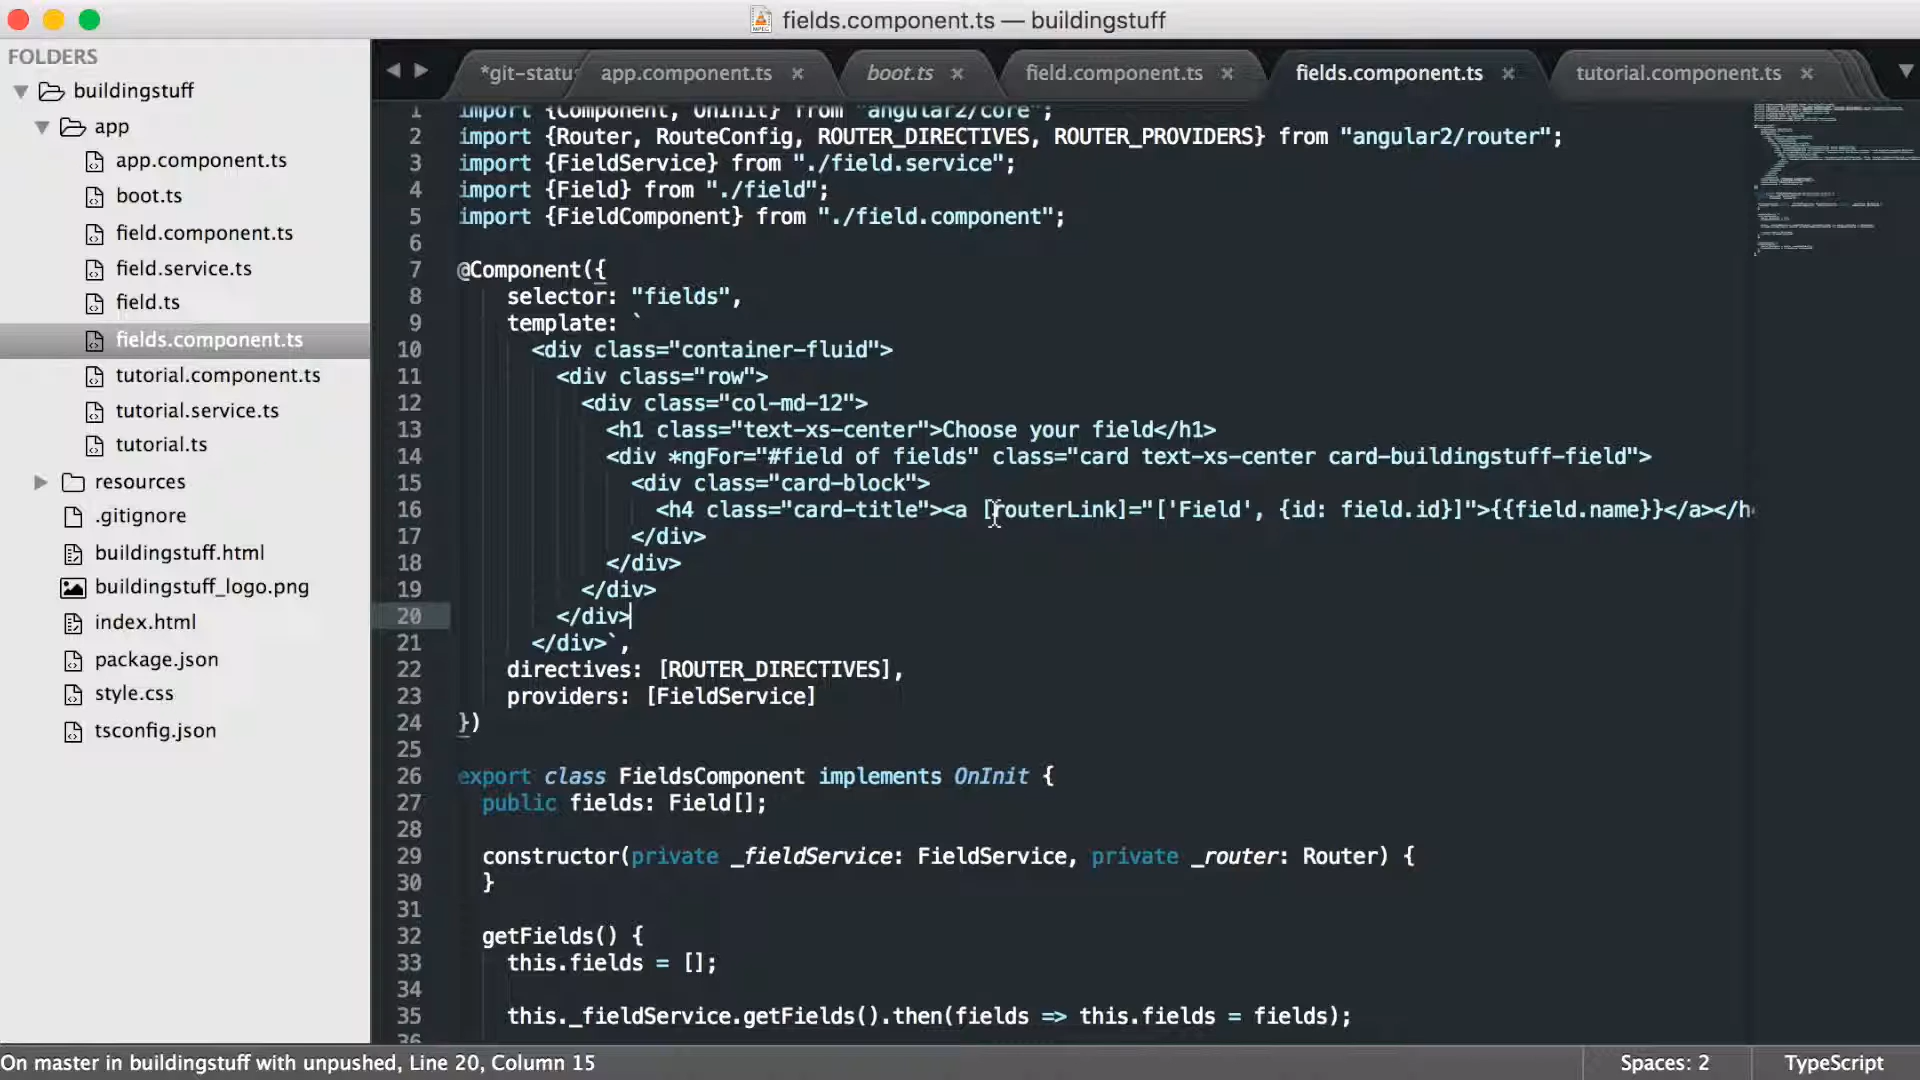 fields.component.ts — buildingstuff
FOLDERS
buildingstuff
app
app.component.ts
boot.ts
field.component.ts
field.service.ts
field.ts
fields.component.ts
tutorial.component.ts
tutorial.service.ts
tutorial.ts
resources
.gitignore
buildingstuff.html
buildingstuff_logo.png
index.html
package.json
style.css
tsconfig.json
*git-statu
app.component.ts
boot.ts
field.component.ts
fields.component.ts
tutorial.component.ts
1 import {Component, OnInit} from "angular2/core";
2 import {Router, RouteConfig, ROUTER_DIRECTIVES, ROUTER_PROVIDERS} from "angular2/router";
3 import {FieldService} from "./field.service";
4 import {Field} from "./field";
5 import {FieldComponent} from "./field.component";
6
7 @Component({
8 selector: "fields",
9 template: `
10 <div class="container-fluid">
11 <div class="row">
12 <div class="col-md-12">
13 <h1 class="text-xs-center">Choose your field</h1>
14 <div *ngFor="#field of fields" class="card text-xs-center card-buildingstuff-field">
15 <div class="card-block">
16 <h4 class="card-title"><a [routerLink]="['Field', {id: field.id}]">{{field.name}}</a></h
17 </div>
18 </div>
19 </div>
20 </div>
21 </div>`,
22 directives: [ROUTER_DIRECTIVES],
23 providers: [FieldService]
24 })
25
26 export class FieldsComponent implements OnInit {
27 public fields: Field[];
28
29 constructor(private _fieldService: FieldService, private _router: Router) {
30 }
31
32 getFields() {
33 this.fields = [];
34
35 this._fieldService.getFields().then(fields => this.fields = fields);
36
On master in buildingstuff with unpushed, Line 20, Column 15
Spaces: 2
TypeScript